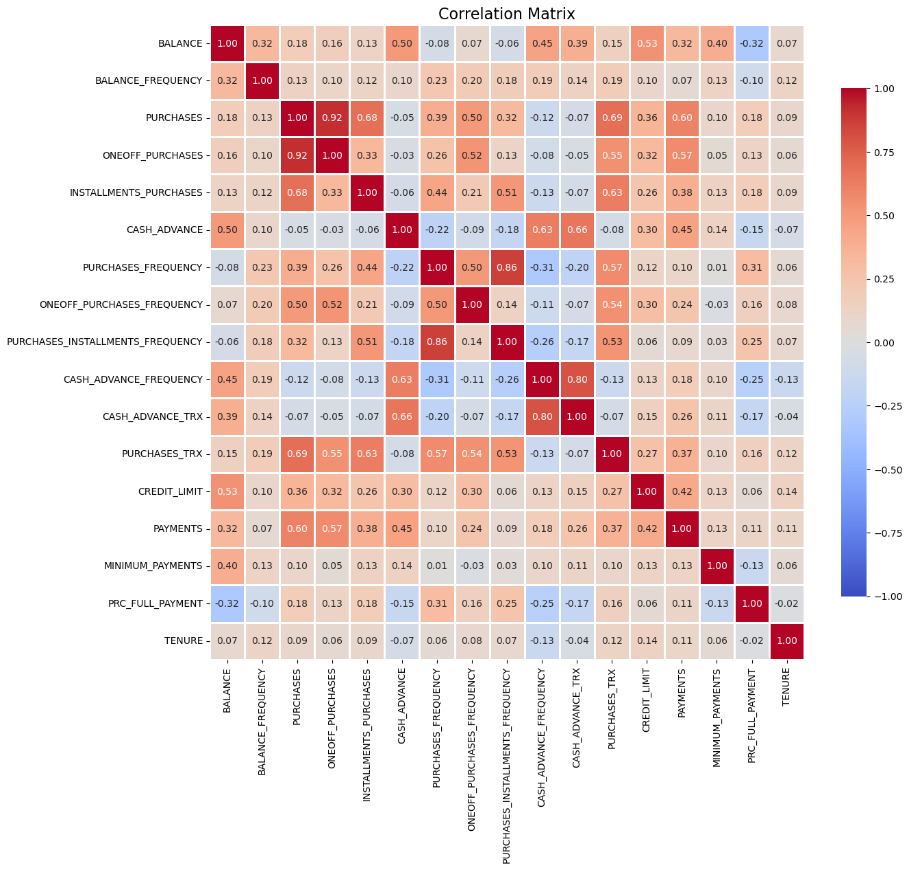 Correlation Matrix
BALANCE 1.00 0.32 0.18 0.16 0.13 0.50 -0.08 0.07 -0.06 0.45 0.39 0.15 0.53 0.32 0.40 -0.32 0.07
BALANCE_FREQUENCY 0.32 1.00 0.13 0.10 0.12 0.10 0.23 0.20 0.18 0.19 0.14 0.19 0.10 0.07 0.13 -0.10 0.12
PURCHASES 0.18 0.13 1.00 0.92 0.68 -0.05 0.39 0.50 0.32 -0.12 -0.07 0.69 0.36 0.60 0.10 0.18 0.09
ONEOFF_PURCHASES 0.16 0.10 0.92 1.00 0.33 -0.03 0.26 0.52 0.13 -0.08 -0.05 0.55 0.32 0.57 0.05 0.13 0.06
INSTALLMENTS_PURCHASES 0.13 0.12 0.68 0.33 1.00 -0.06 0.44 0.21 0.51 -0.13 -0.07 0.63 0.26 0.38 0.13 0.18 0.09
CASH_ADVANCE 0.50 0.10 -0.05 -0.03 -0.06 1.00 -0.22 -0.09 -0.18 0.63 0.66 -0.08 0.30 0.45 0.14 -0.15 -0.07
PURCHASES_FREQUENCY -0.08 0.23 0.39 0.26 0.44 -0.22 1.00 0.50 0.86 -0.31 -0.20 0.57 0.12 0.10 0.01 0.31 0.06
ONEOFF_PURCHASES_FREQUENCY 0.07 0.20 0.50 0.52 0.21 -0.09 0.50 1.00 0.14 -0.11 -0.07 0.54 0.30 0.24 -0.03 0.16 0.08
PURCHASES_INSTALLMENTS_FREQUENCY -0.06 0.18 0.32 0.13 0.51 -0.18 0.86 0.14 1.00 -0.26 -0.17 0.53 0.06 0.09 0.03 0.25 0.07
CASH_ADVANCE_FREQUENCY 0.45 0.19 -0.12 -0.08 -0.13 0.63 -0.31 -0.11 -0.26 1.00 0.80 -0.13 0.13 0.18 0.10 -0.25 -0.13
CASH_ADVANCE_TRX 0.39 0.14 -0.07 -0.05 -0.07 0.66 -0.20 -0.07 -0.17 0.80 1.00 -0.07 0.15 0.26 0.11 -0.17 -0.04
PURCHASES_TRX 0.15 0.19 0.69 0.55 0.63 -0.08 0.57 0.54 0.53 -0.13 -0.07 1.00 0.27 0.37 0.10 0.16 0.12
CREDIT_LIMIT 0.53 0.10 0.36 0.32 0.26 0.30 0.12 0.30 0.06 0.13 0.15 0.27 1.00 0.42 0.13 0.06 0.14
PAYMENTS 0.32 0.07 0.60 0.57 0.38 0.45 0.10 0.24 0.09 0.18 0.26 0.37 0.42 1.00 0.13 0.11 0.11
MINIMUM_PAYMENTS 0.40 0.13 0.10 0.05 0.13 0.14 0.01 -0.03 0.03 0.10 0.11 0.10 0.13 0.13 1.00 -0.13 0.06
PRC_FULL_PAYMENT -0.32 -0.10 0.18 0.13 0.18 -0.15 0.31 0.16 0.25 -0.25 -0.17 0.16 0.06 0.11 -0.13 1.00 -0.02
TENURE 0.07 0.12 0.09 0.06 0.09 -0.07 0.06 0.08 0.07 -0.13 -0.04 0.12 0.14 0.11 0.06 -0.02 1.00
BALANCE
BALANCE_FREQUENCY
PURCHASES
ONEOFF_PURCHASES
INSTALLMENTS_PURCHASES
CASH_ADVANCE
PURCHASES_FREQUENCY
ONEOFF_PURCHASES_FREQUENCY
PURCHASES_INSTALLMENTS_FREQUENCY
CASH_ADVANCE_FREQUENCY
CASH_ADVANCE_TRX
PURCHASES_TRX
CREDIT_LIMIT
PAYMENTS
MINIMUM_PAYMENTS
PRC_FULL_PAYMENT
TENURE
1.00
0.75
0.50
0.25
0.00
−0.25
−0.50
−0.75
−1.00